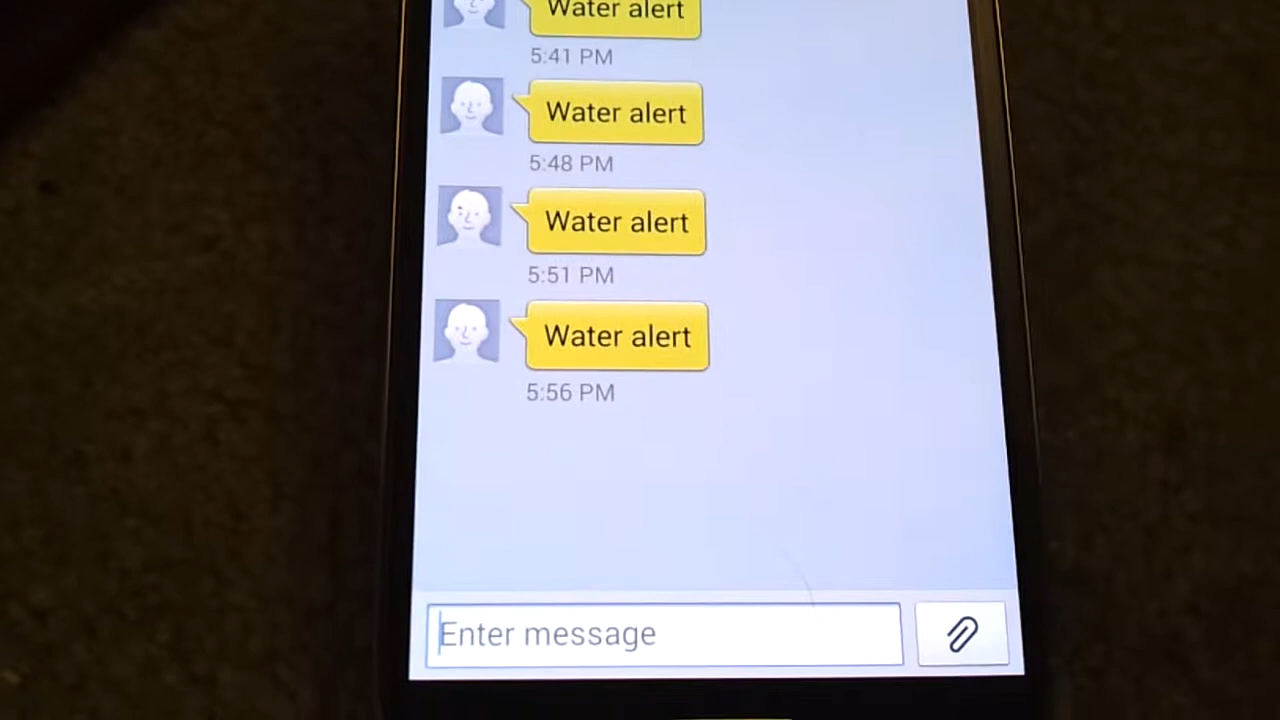 Water alert
5:41 PM
Water alert
5:48 PM
Water alert
5:51 PM
Water alert
5:56 PM
Enter message